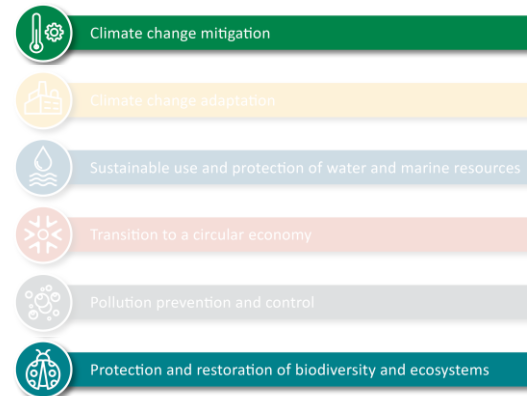 Climate change mitigation
Climate change adaptation
Sustainable use and protection of water and marine resources
Transition to a circular economy
Pollution prevention and control
Protection and restoration of biodiversity and ecosystems